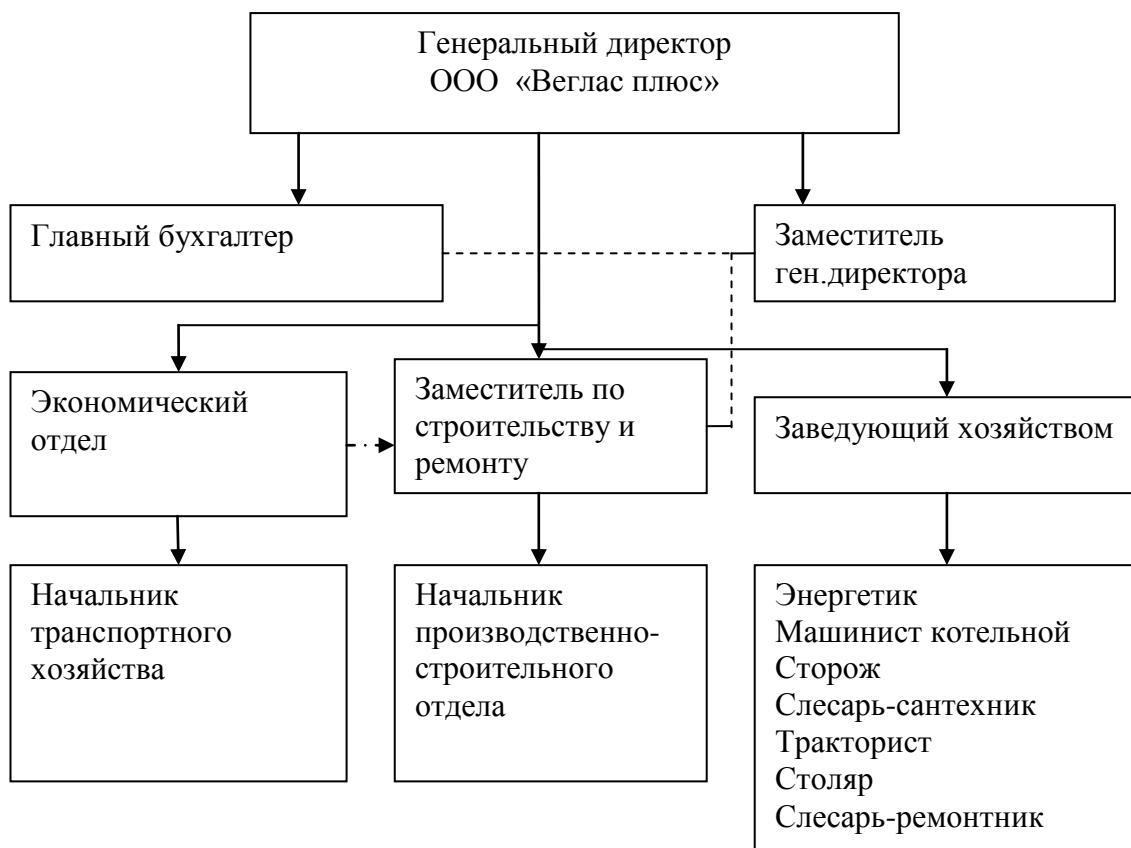 Генеральный директор
ООО «Веглас плюс»
Главный бухгалтер
Заместитель
ген.директора
Экономический
отдел
Заместитель по
строительству и
ремонту
Заведующий хозяйством
Начальник
транспортного
хозяйства
Начальник
производственно-
строительного
отдела
Энергетик
Машинист котельной
Сторож
Слесарь-сантехник
Тракторист
Столяр
Слесарь-ремонтник